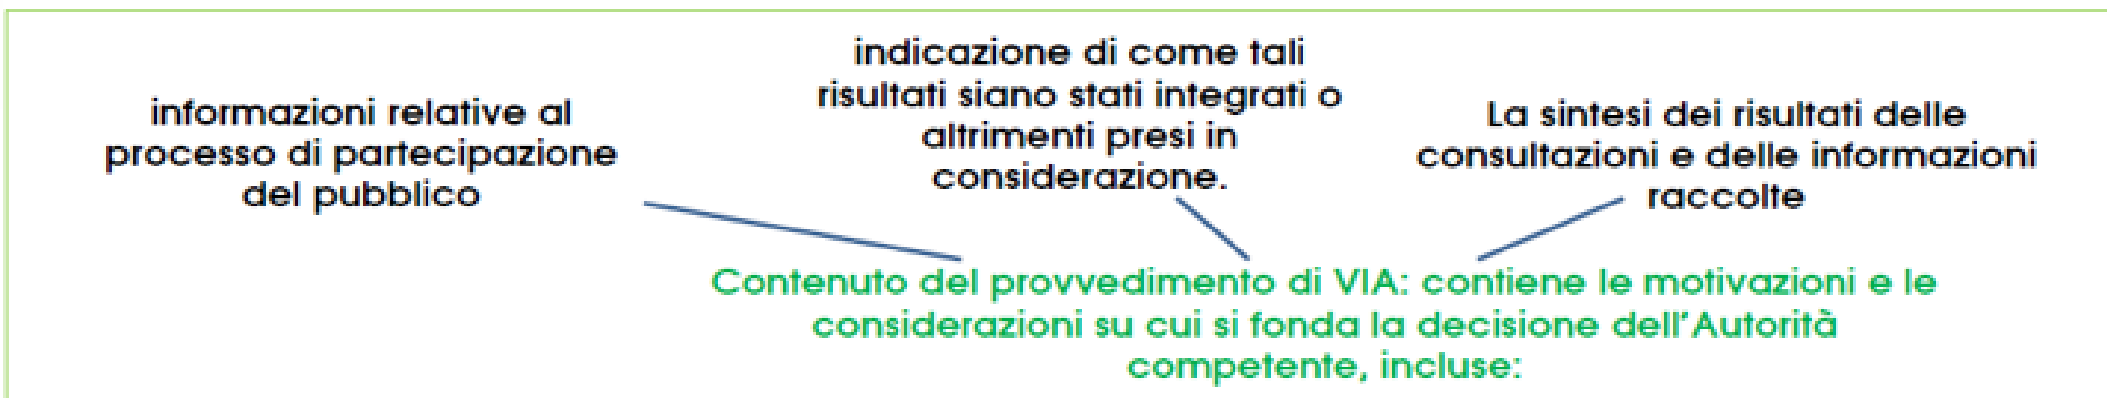 informazioni relative al
processo di partecipazione
del pubblico
indicazione di come tali
risultati siano stati integrati o
altrimenti presi in
considerazione.
La sintesi dei risultati delle
consultazioni e delle informazioni
raccolte
Contenuto del provvedimento di VIA: contiene le motivazioni e le
considerazioni su cui si fonda la decisione dell'Autorità
competente, incluse: